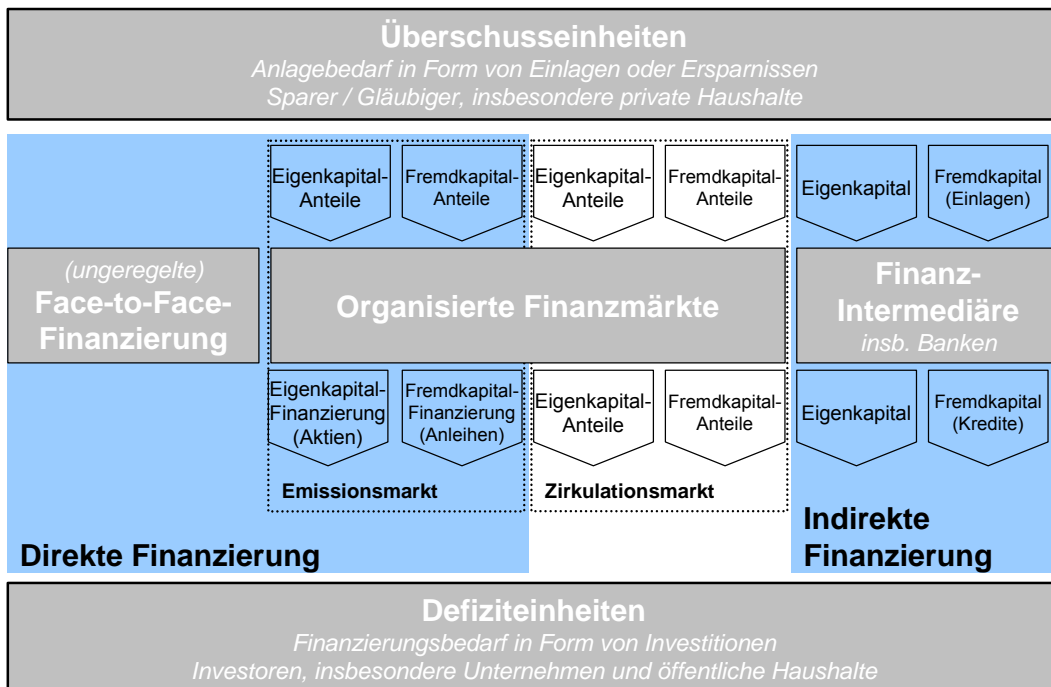 Überschusseinheiten
Anlagebedarf in Form von Einlagen oder Ersparnissen
Sparer / Gläubiger, insbesondere private Haushalte
Eigenkapital-
Anteile
Fremdkapital-
Anteile
Eigenkapital-
Anteile
Fremdkapital-
Anteile
Eigenkapital
Fremdkapital
(Einlagen)
(ungeregelte)
Face-to-Face-
Finanzierung
Organisierte Finanzmärkte
Finanz-
Intermediäre
insb. Banken
Eigenkapital-
Finanzierung
(Aktien)
Fremdkapital-
Finanzierung
(Anleihen)
Eigenkapital-
Anteile
Fremdkapital-
Anteile
Eigenkapital
Fremdkapital
(Kredite)
Emissionsmarkt
Zirkulationsmarkt
Direkte Finanzierung
Indirekte
Finanzierung
Defiziteinheiten
Finanzierungsbedarf in Form von Investitionen
Investoren, insbesondere Unternehmen und öffentliche Haushalte